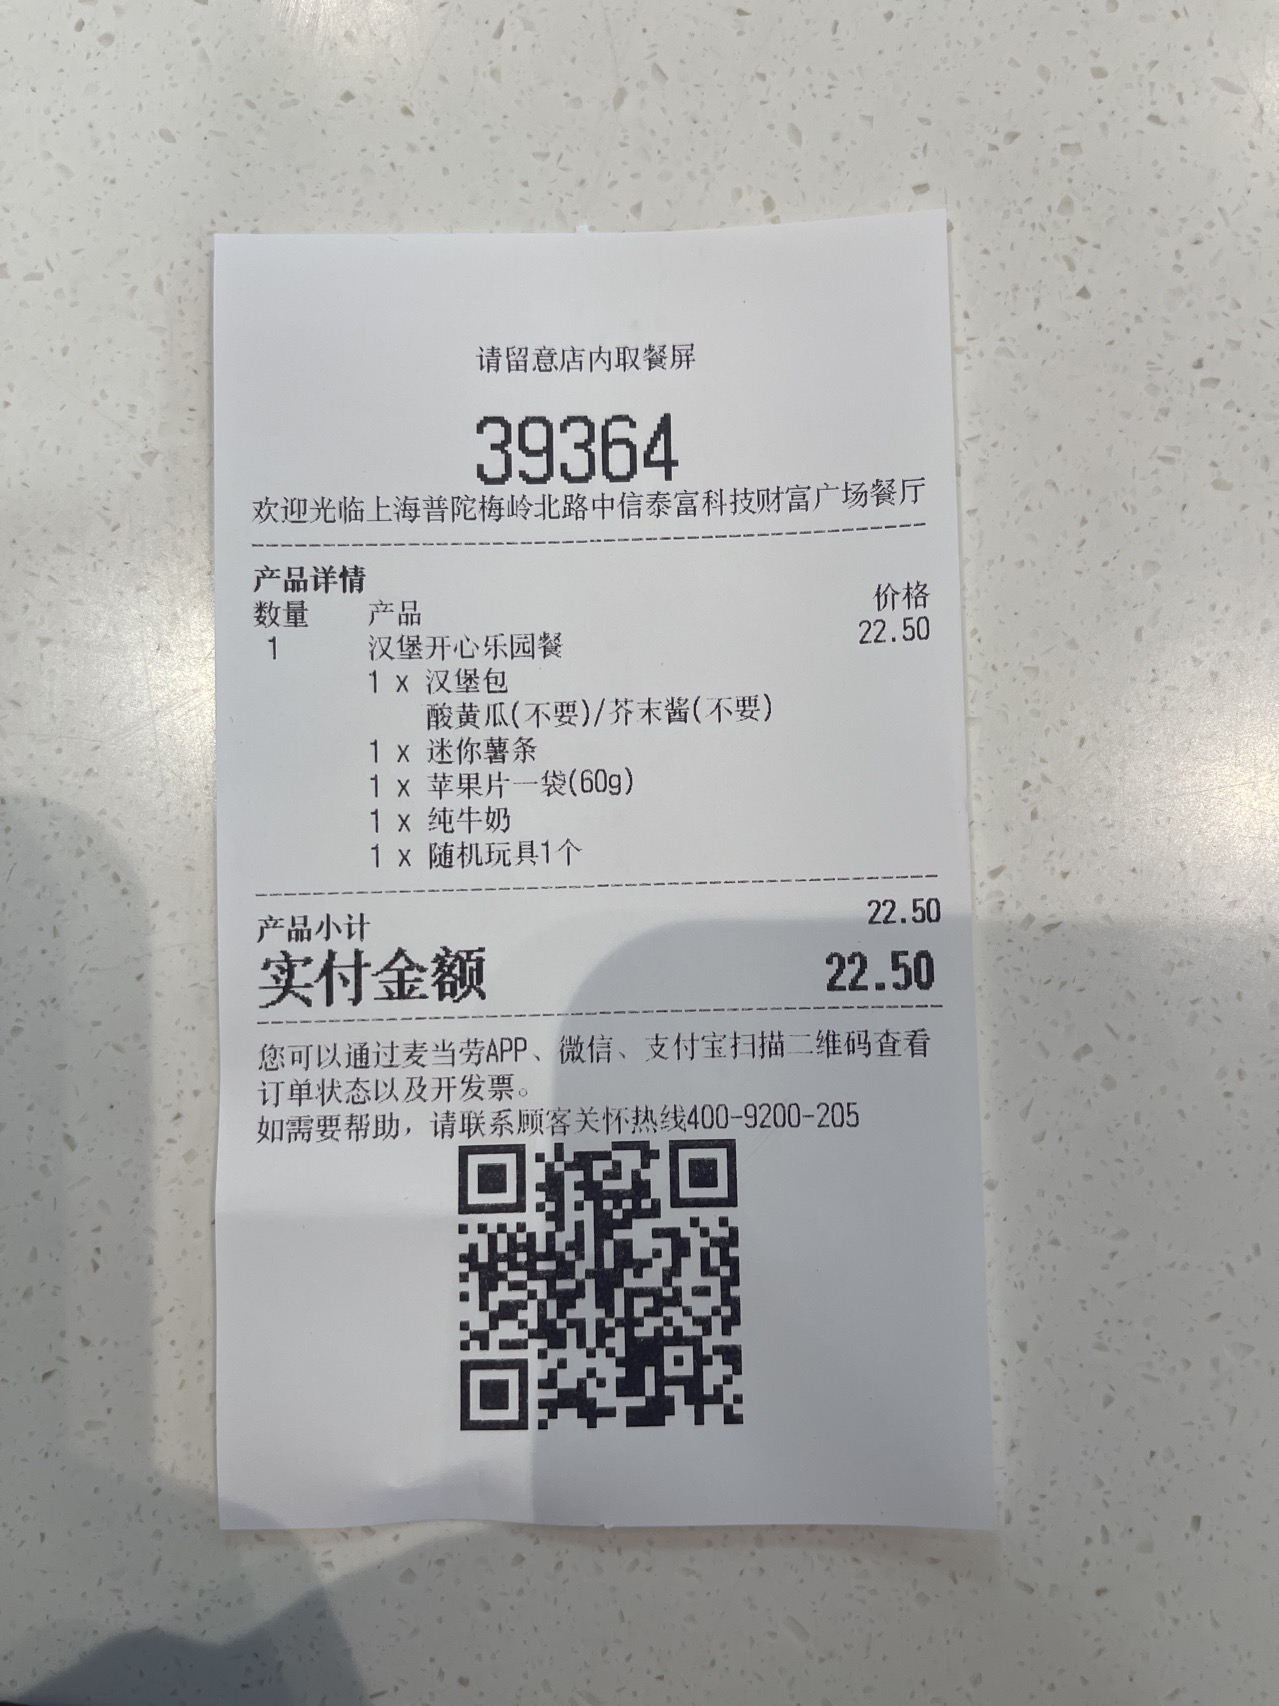 请留意店内取餐屏
39364
欢迎光临上海普陀梅岭北路中信泰富科技财富广场餐厅
产品详情
数量 产品 价格
1 汉堡开心乐园餐 22.50
1 x 汉堡包
酸黄瓜(不要)/芥末酱(不要)
1 x 迷你薯条
1 x 苹果片一袋(60g)
1 x 纯牛奶
1 x 随机玩具1个
产品小计 22.50
实付金额 22.50
您可以通过麦当劳APP、微信、支付宝扫描二维码查看
订单状态以及开发票。
如需要帮助，请联系顾客关怀热线400-9200-205